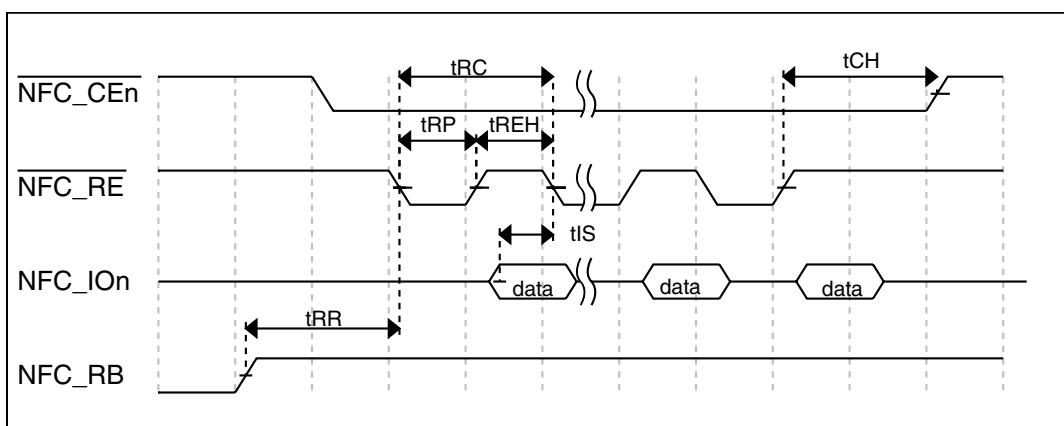 tRC
tCH
NFC_CEn
tRP
tREH
NFC_RE
tIS
NFC_IOn
data
data
data
tRR
NFC_RB